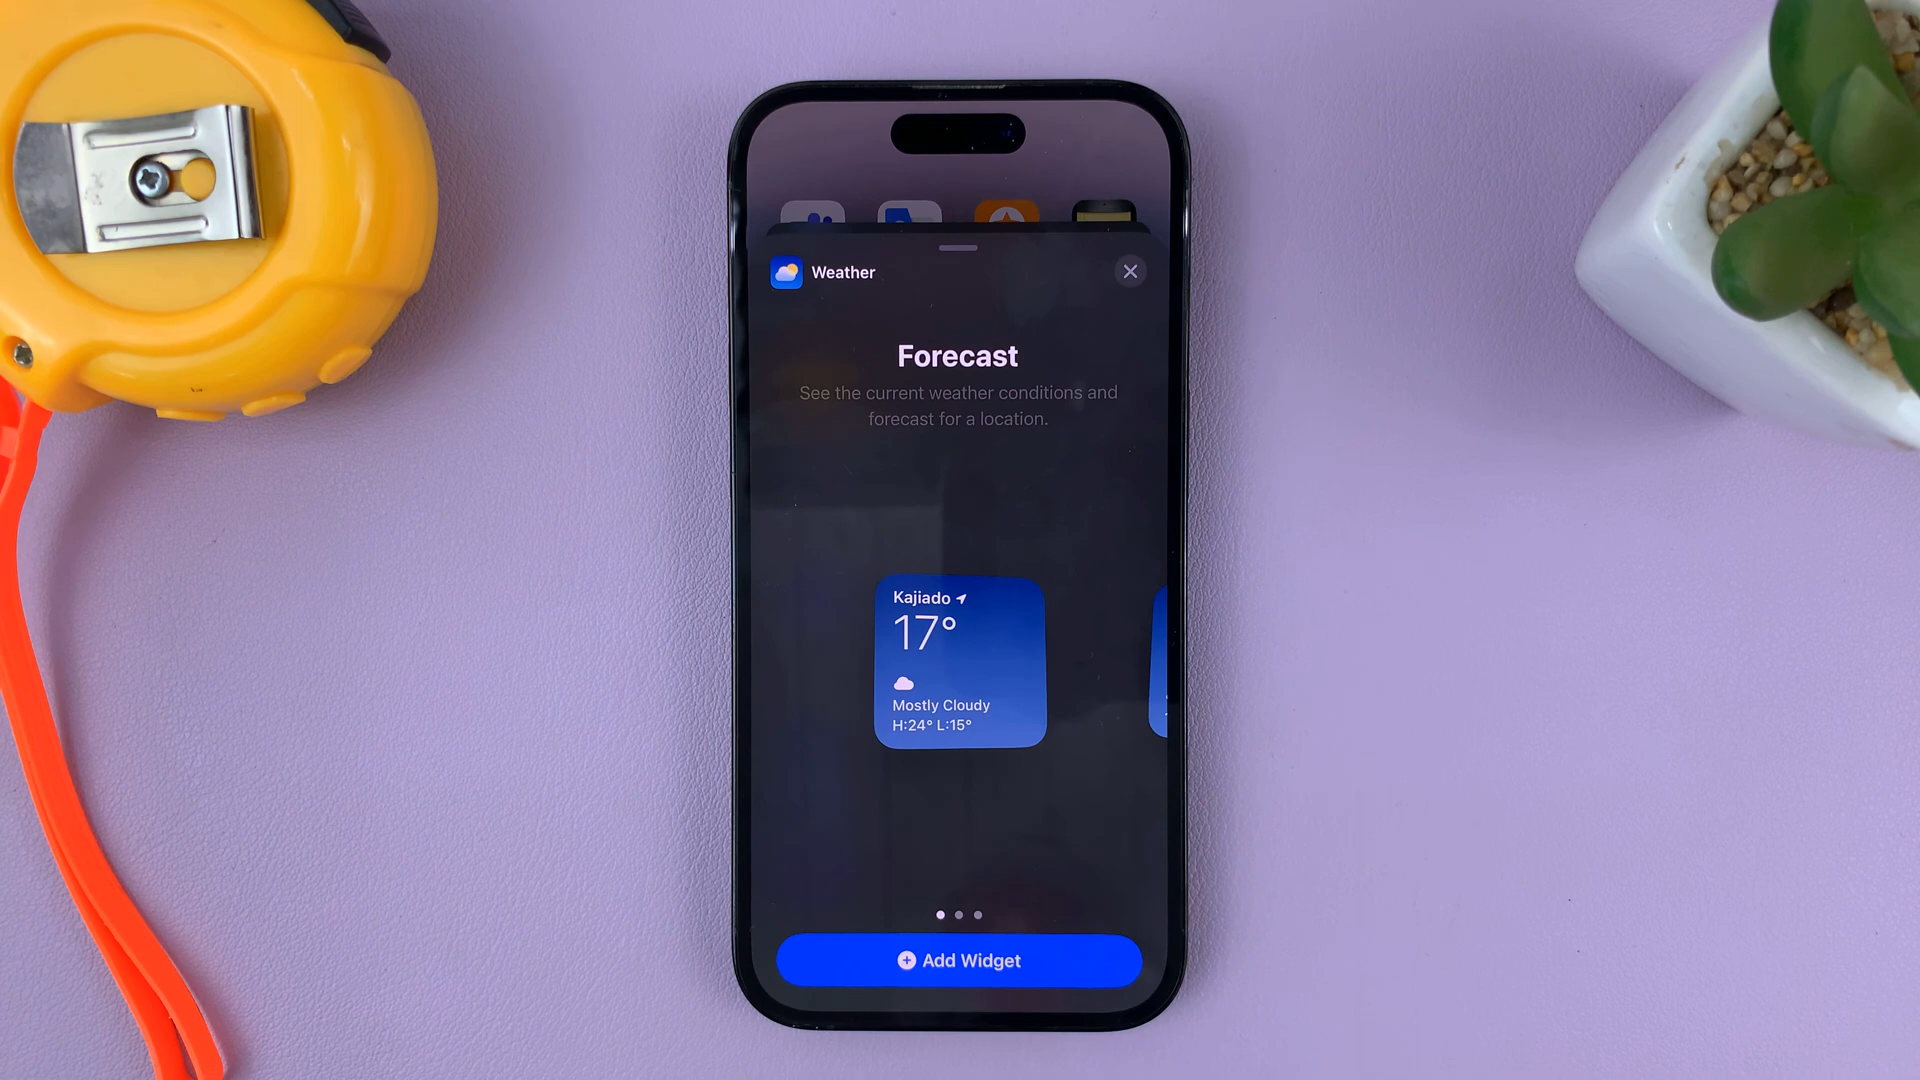 Weather
Forecast
See the current weather conditions and
forecast for a location.
Kajiado
17°
Mostly Cloudy
H:24° L:15°
Add Widget